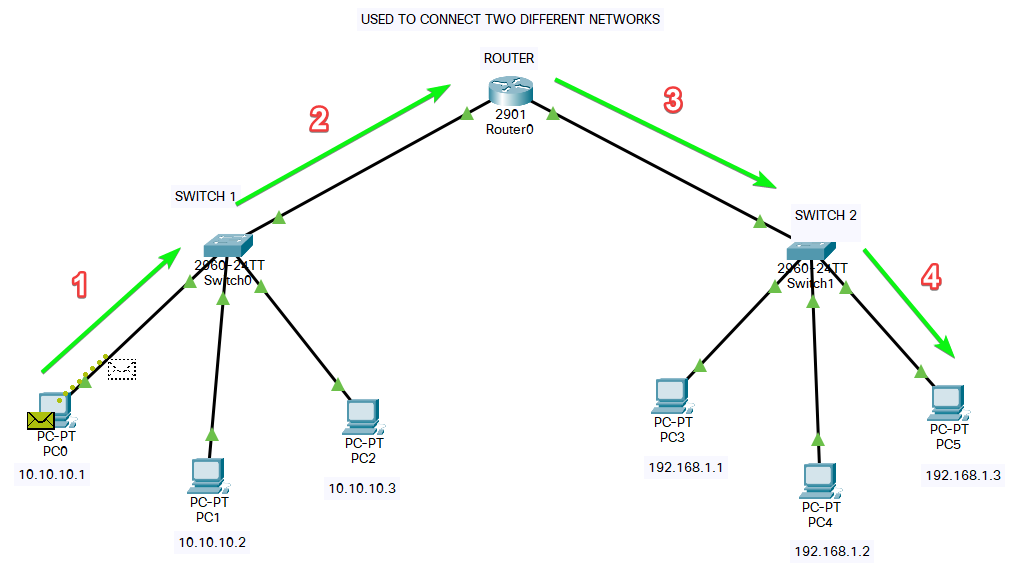 USED TO CONNECT TWO DIFFERENT NETWORKS
ROUTER
2901
Router0
2
3
SWITCH 1
2960-24TT
Switch0
SWITCH 2
2960-24TT
Switch1
1
4
PC-PT
PC0
10.10.10.1
PC-PT
PC1
10.10.10.2
PC-PT
PC2
10.10.10.3
PC-PT
PC3
192.168.1.1
PC-PT
PC4
192.168.1.2
PC-PT
PC5
192.168.1.3